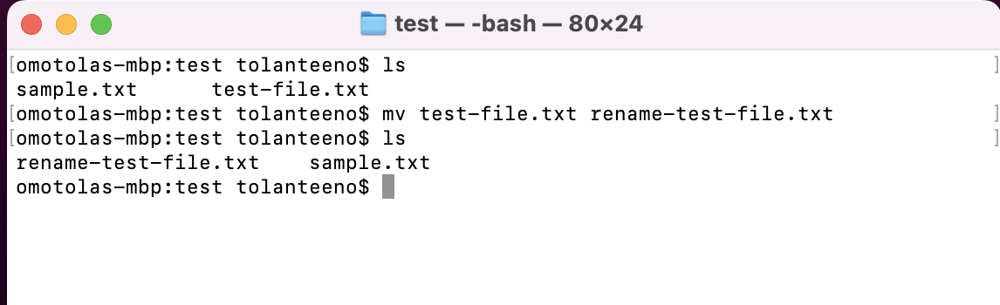 test — -bash — 80×24
[omotolas-mbp:test tolanteeno$ ls ]
sample.txt      test-file.txt
[omotolas-mbp:test tolanteeno$ mv test-file.txt rename-test-file.txt ]
[omotolas-mbp:test tolanteeno$ ls ]
rename-test-file.txt    sample.txt
omotolas-mbp:test tolanteeno$